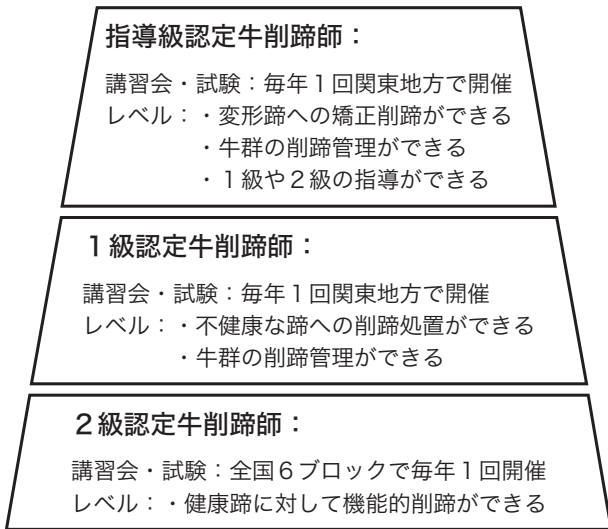 指導級認定牛削蹄師：
講習会・試験：毎年１回関東地方で開催
レベル：・変形蹄への矯正削蹄ができる
・牛群の削蹄管理ができる
・１級や２級の指導ができる
１級認定牛削蹄師：
講習会・試験：毎年１回関東地方で開催
レベル：・不健康な蹄への削蹄処置ができる
・牛群の削蹄管理ができる
２級認定牛削蹄師：
講習会・試験：全国６ブロックで毎年１回開催
レベル：・健康蹄に対して機能的削蹄ができる